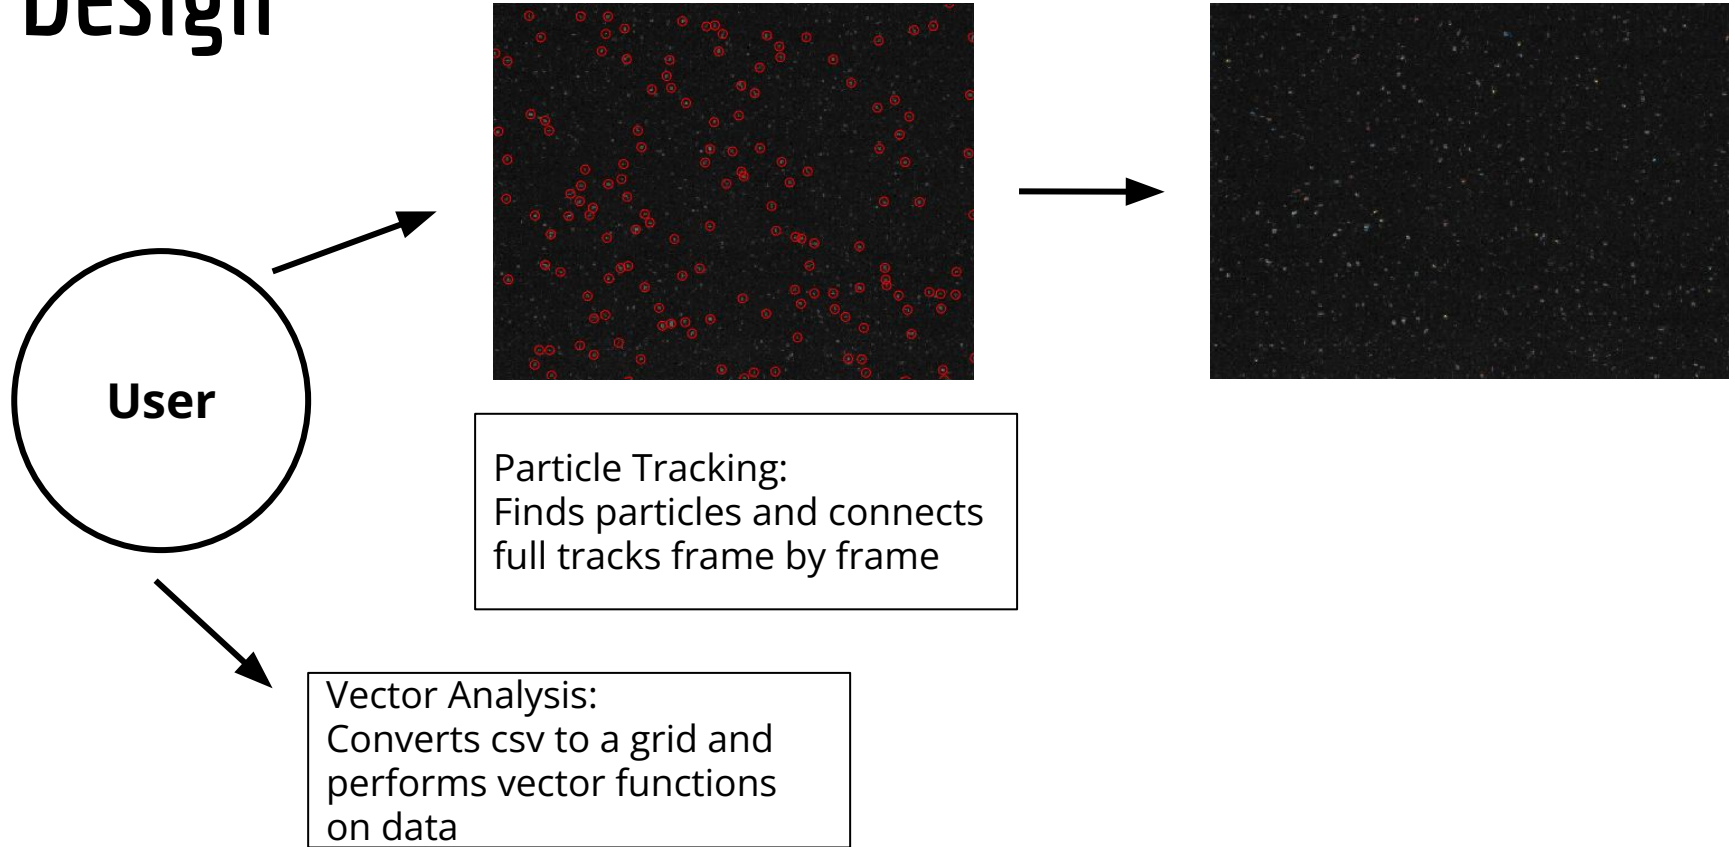 Design
User
Particle Tracking:
Finds particles and connects
full tracks frame by frame
Vector Analysis:
Converts csv to a grid and
performs vector functions
on data